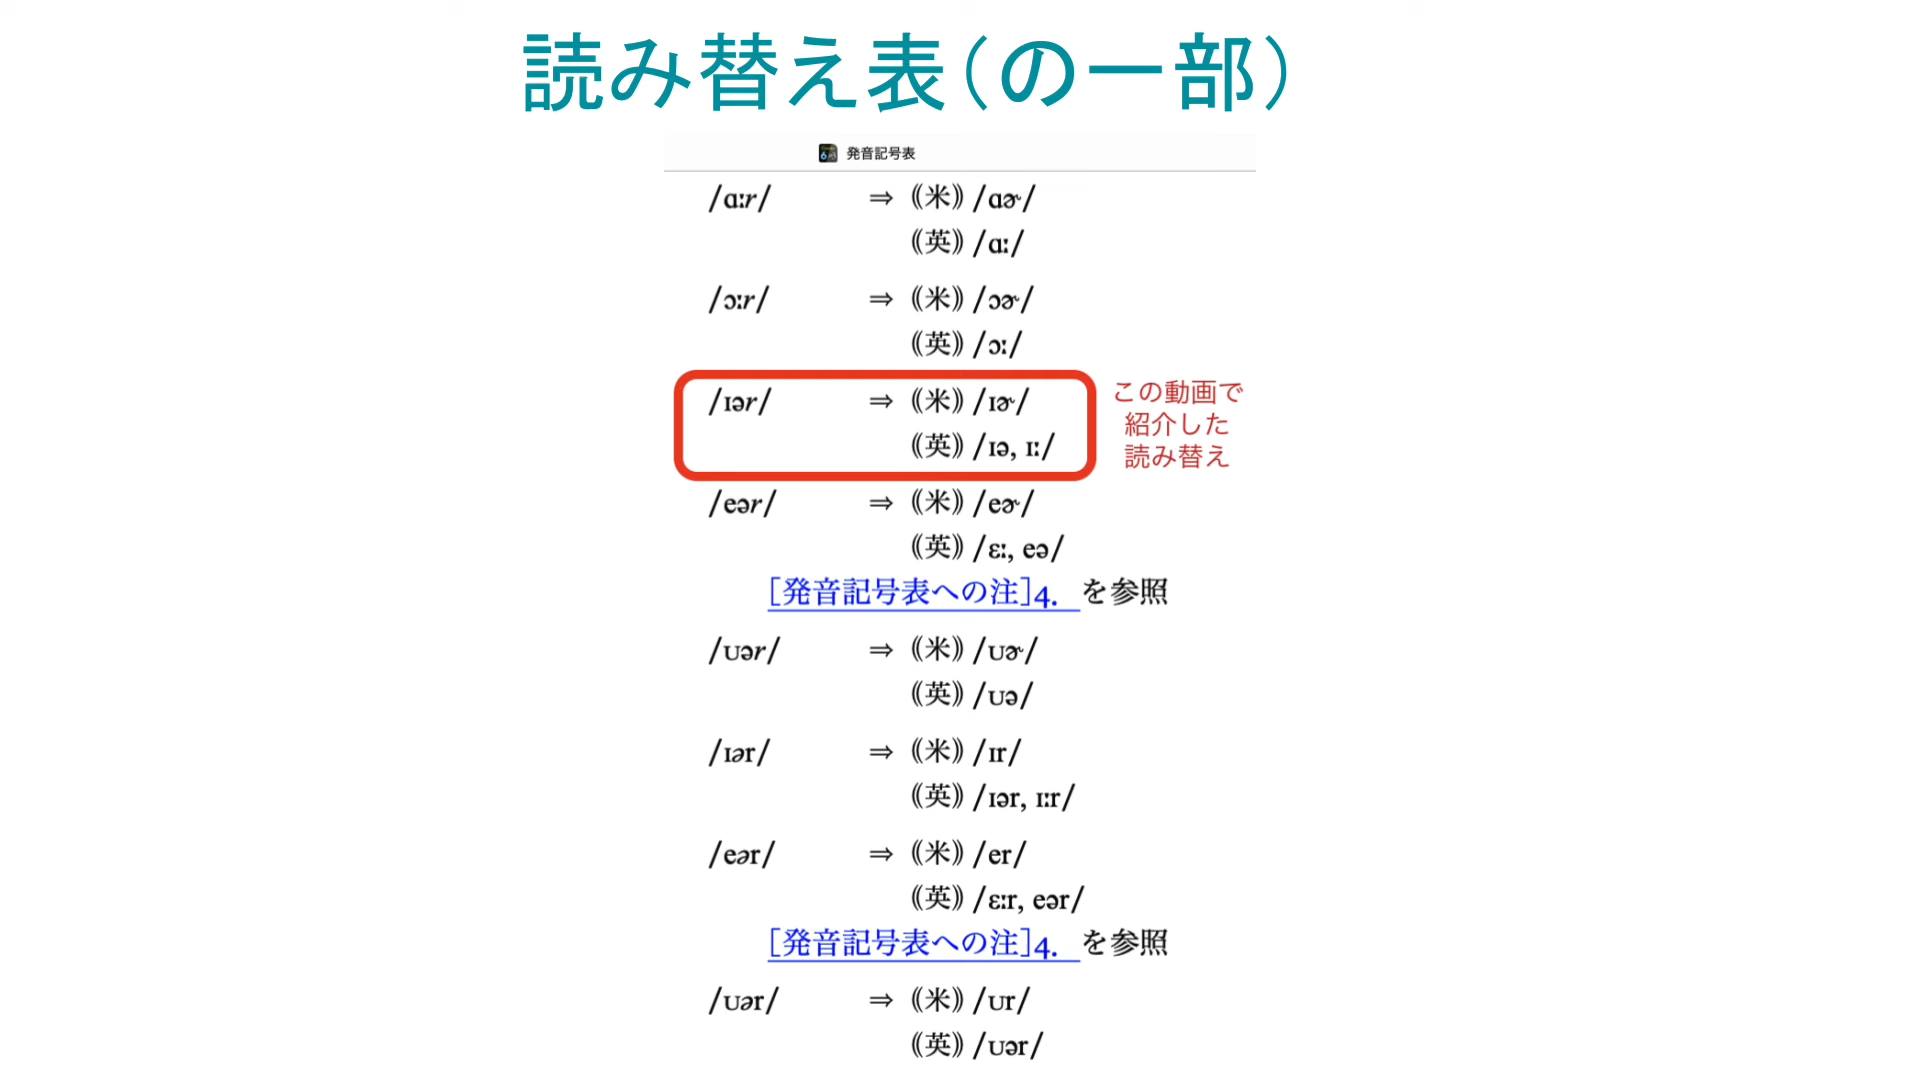 読み替え表(の一部)
発音記号表
/ɑːr/ ⇒ 《米》 /ɑɚ/
《英》 /ɑː/
/ɔːr/ ⇒ 《米》 /ɔɚ/
《英》 /ɔː/
/ɪər/ ⇒ 《米》 /ɪɚ/
《英》 /ɪə, ɪː/
この動画で
紹介した
読み替え
/eər/ ⇒ 《米》 /eɚ/
《英》 /ɛː, eə/
[発音記号表への注]4. を参照
/ʊər/ ⇒ 《米》 /ʊɚ/
《英》 /ʊə/
/ɪər/ ⇒ 《米》 /ɪr/
《英》 /ɪər, ɪːr/
/eər/ ⇒ 《米》 /er/
《英》 /ɛːr, eər/
[発音記号表への注]4. を参照
/ʊər/ ⇒ 《米》 /ʊr/
《英》 /ʊər/